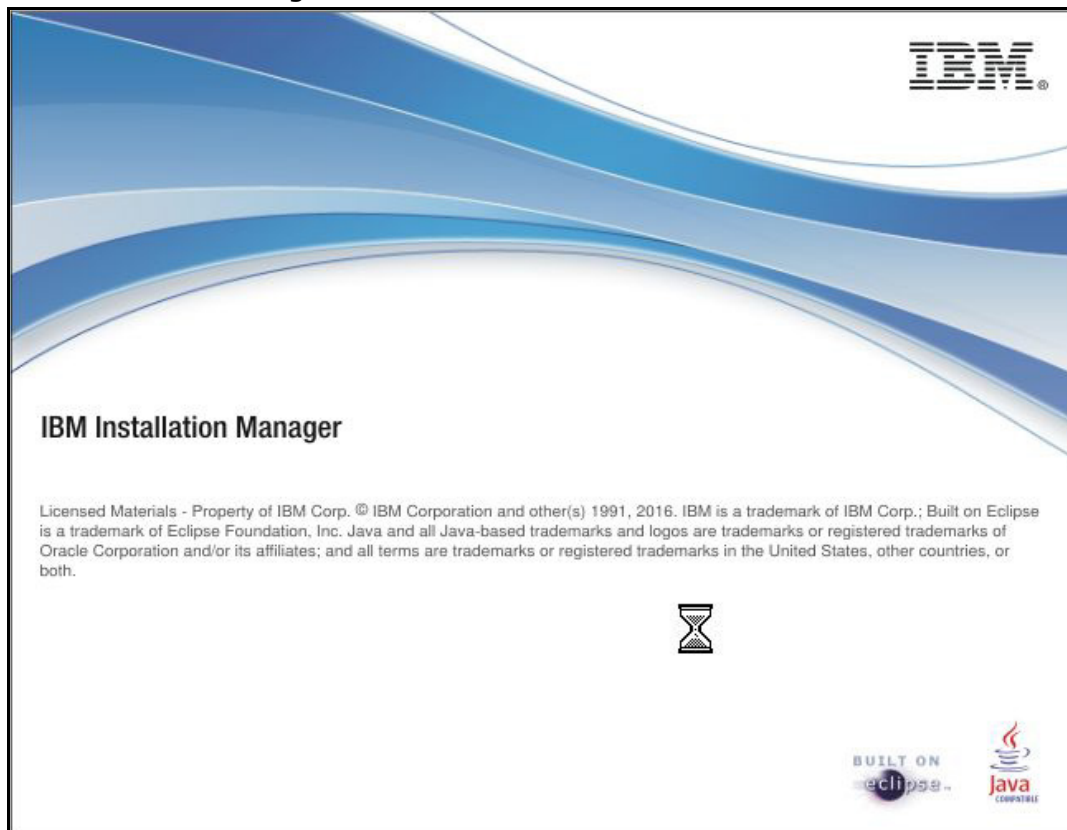 IBM®
IBM Installation Manager
Licensed Materials - Property of IBM Corp. © IBM Corporation and other(s) 1991, 2016. IBM is a trademark of IBM Corp.; Built on Eclipse
is a trademark of Eclipse Foundation, Inc. Java and all Java-based trademarks and logos are trademarks or registered trademarks of
Oracle Corporation and/or its affiliates; and all terms are trademarks or registered trademarks in the United States, other countries, or
both.
BUILT ON
eclipse™
Java
COMPATIBLE